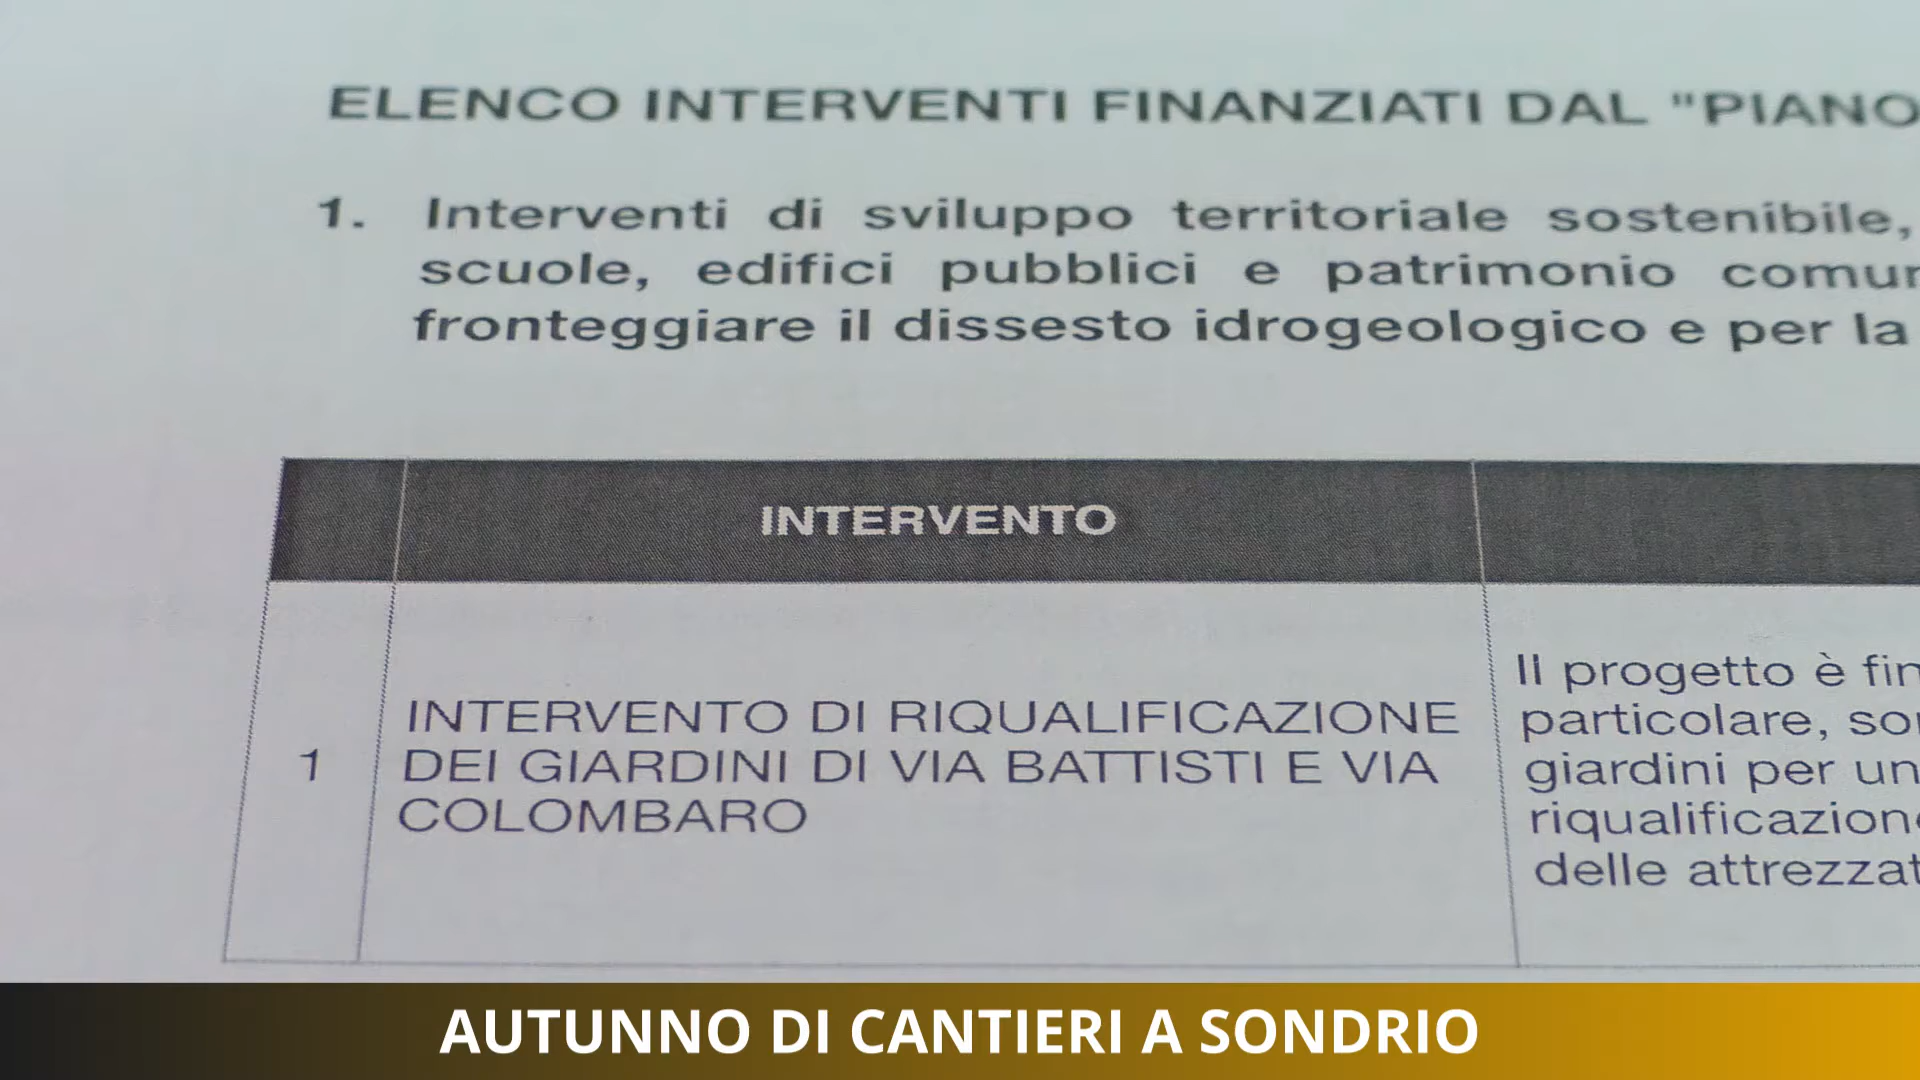 ELENCO INTERVENTI FINANZIATI DAL "PIANO
1. Interventi di sviluppo territoriale sostenibile,
scuole, edifici pubblici e patrimonio
fronteggiare il dissesto idrogeologico e per la
INTERVENTO
1
INTERVENTO DI RIQUALIFICAZIONE
DEI GIARDINI DI VIA BATTISTI E VIA
COLOMBARO
Il progetto è
particolare,
giardini per
delle
AUTUNNO DI CANTIERI A SONDRIO